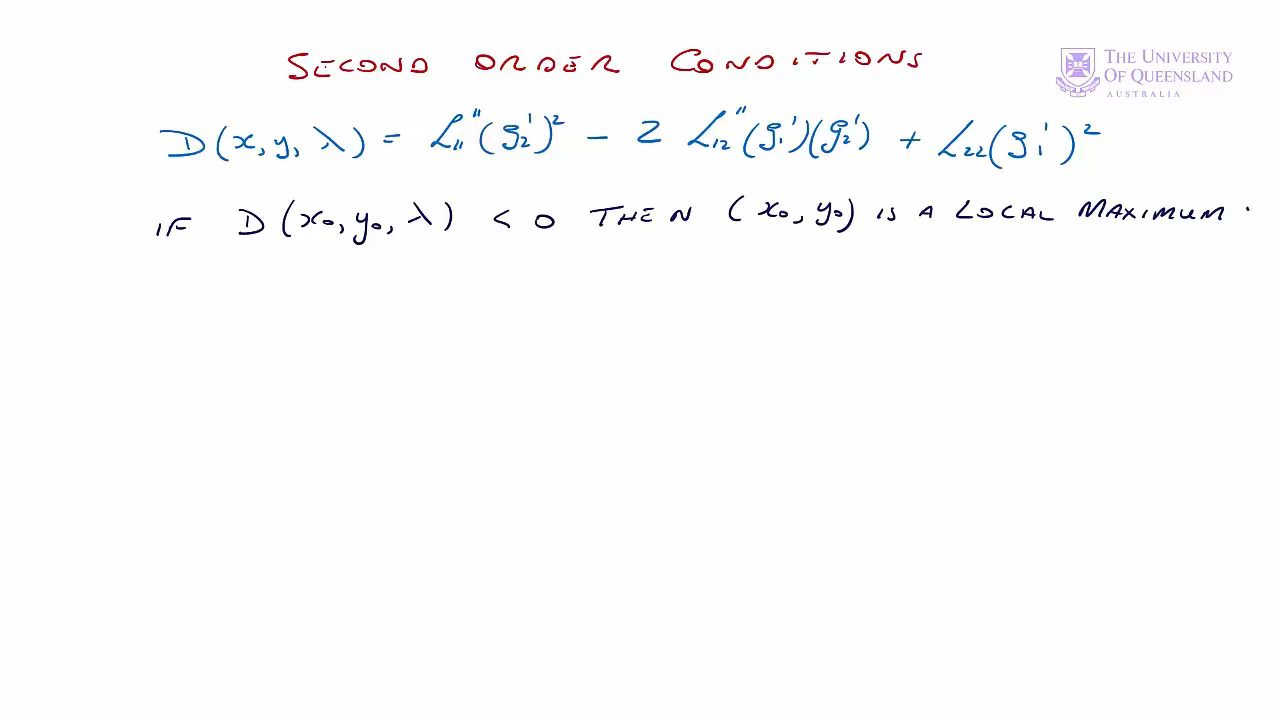 SECOND ORDER CONDITIONS
THE UNIVERSITY
OF QUEENSLAND
AUSTRALIA
D(x, y, λ) = L₁₁''(g₂')² - 2 L₁₂''(g₁')(g₂') + L₂₂(g₁')²
IF D(x₀, y₀, λ) < 0 THEN (x₀, y₀) IS A LOCAL MAXIMUM .